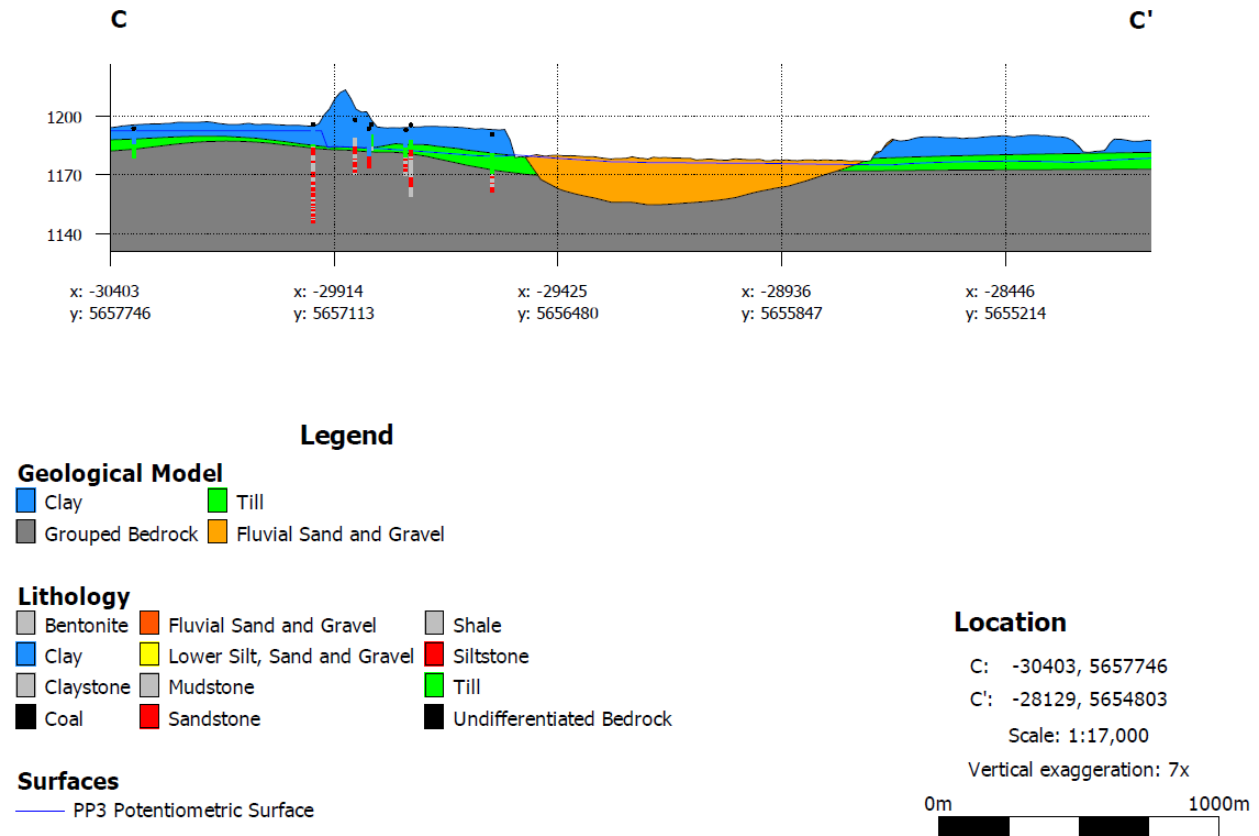 C C'
1200
1170
1140
x: -30403 x: -29914 x: -29425 x: -28936 x: -28446
y: 5657746 y: 5657113 y: 5656480 y: 5655847 y: 5655214
Legend
Geological Model
Clay Till
Grouped Bedrock Fluvial Sand and Gravel
Lithology
Bentonite Fluvial Sand and Gravel Shale
Clay Lower Silt, Sand and Gravel Siltstone
Claystone Mudstone Till
Coal Sandstone Undifferentiated Bedrock
Surfaces
PP3 Potentiometric Surface
Location
C: -30403, 5657746
C': -28129, 5654803
Scale: 1:17,000
Vertical exaggeration: 7x
0m 1000m